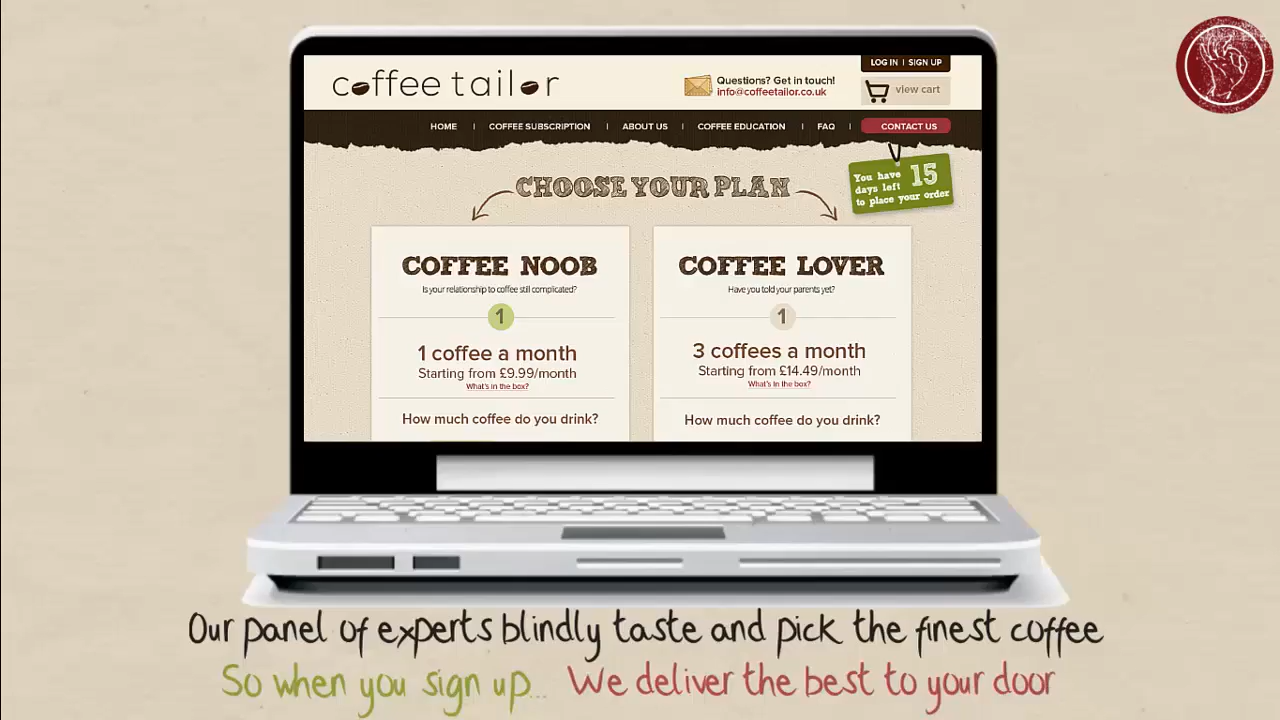 coffee tailor
Questions? Get in touch!
info@coffeetailor.co.uk
LOG IN | SIGN UP
view cart
HOME | COFFEE SUBSCRIPTION | ABOUT US | COFFEE EDUCATION | FAQ | CONTACT US
You have 15
days left
to place your order
CHOOSE YOUR PLAN
COFFEE NOOB
Is your relationship to coffee still complicated?
1
1 coffee a month
Starting from £9.99/month
What's in the box?
How much coffee do you drink?
COFFEE LOVER
Have you told your parents yet?
1
3 coffees a month
Starting from £14.49/month
What's in the box?
How much coffee do you drink?
Our panel of experts blindly taste and pick the finest coffee
So when you sign up... We deliver the best to your door